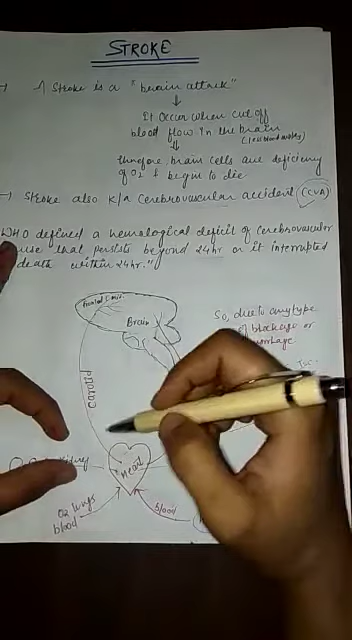 STROKE
A stroke is a "brain attack"
It occur when cut off
blood flow in the brain
therefore brain cells are deficiency
of O2 & begin to die
Stroke also k/a cerebrovascular accident (CVA)
WHO defined a neurological deficit of cerebrovascular
cause that persists beyond 24hr or it interrupted
death within 24hr."
Brain
So, due to any type
of blockage or
carotid
Heart
O2 lungs
blood
blood